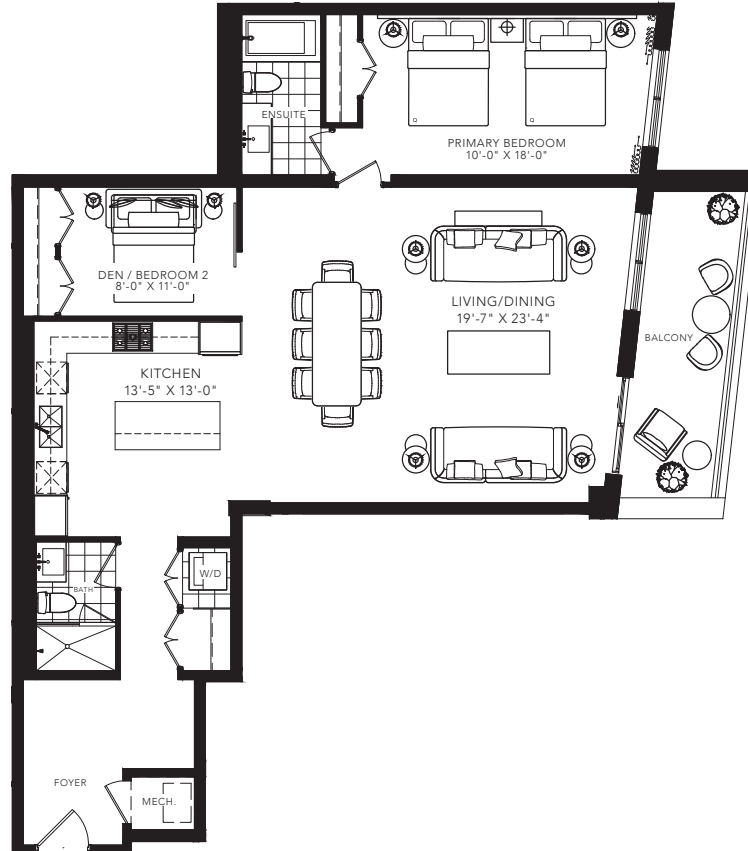 ENSUITE
PRIMARY BEDROOM
10'-0" X 18'-0"
DEN / BEDROOM 2
8'-0" X 11'-0"
LIVING/DINING
19'-7" X 23'-4"
BALCONY
KITCHEN
13'-5" X 13'-0"
W/D
BATH
FOYER
MECH.